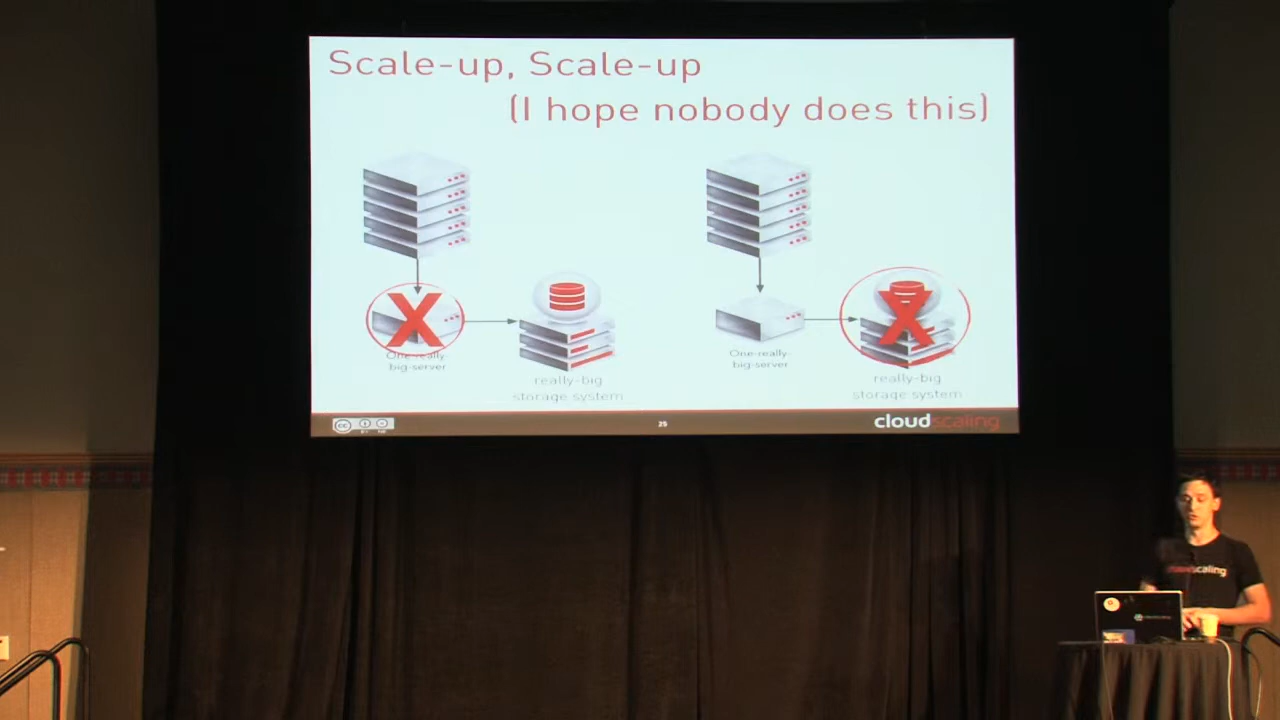 Scale-up, Scale-up
(I hope nobody does this)
One-really-
big-server
really-big
storage system
One-really-
big-server
really-big
storage system
25
cloudscaling
cloudscaling